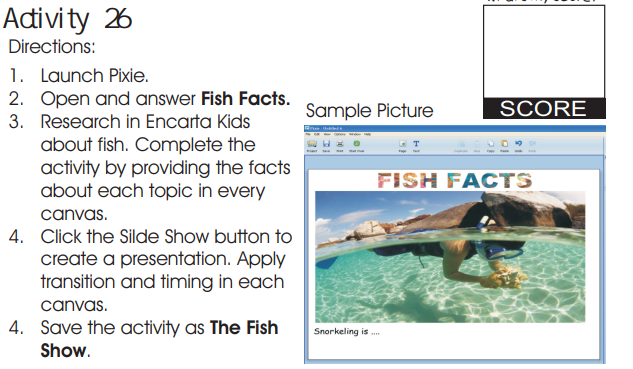 Activity 26
Directions:
1. Launch Pixie.
2. Open and answer Fish Facts.
3. Research in Encarta Kids
about fish. Complete the
activity by providing the facts
about each topic in every
canvas.
4. Click the Silde Show button to
create a presentation. Apply
transition and timing in each
canvas.
4. Save the activity as The Fish
Show.
SCORE
Sample Picture
FISH FACTS
Snorkeling is ....